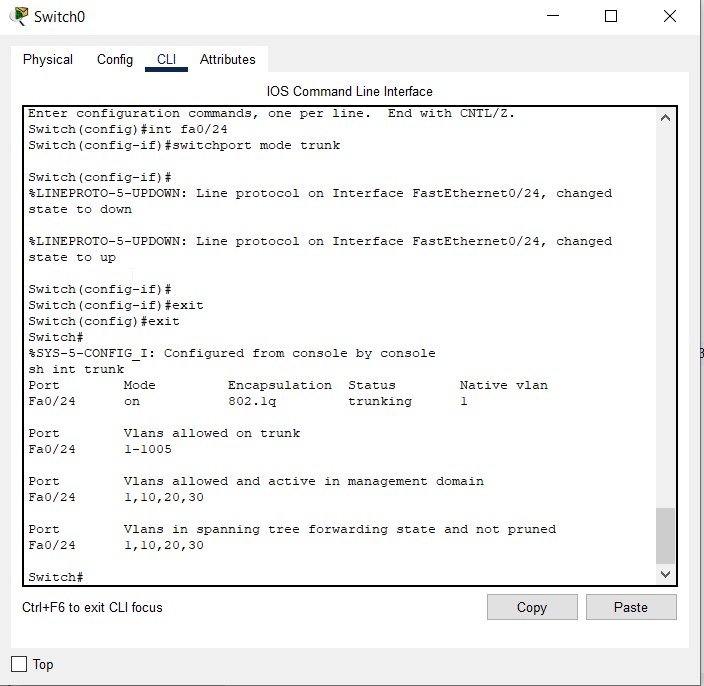 Switch0
Physical Config CLI Attributes
IOS Command Line Interface
Enter configuration commands, one per line. End with CNTL/Z.
Switch(config)#int fa0/24
Switch(config-if)#switchport mode trunk
Switch(config-if)#
%LINEPROTO-5-UPDOWN: Line protocol on Interface FastEthernet0/24, changed
state to down
%LINEPROTO-5-UPDOWN: Line protocol on Interface FastEthernet0/24, changed
state to up
Switch(config-if)#
Switch(config-if)#exit
Switch(config)#exit
Switch#
%SYS-5-CONFIG_I: Configured from console by console
sh int trunk
Port Mode Encapsulation Status Native vlan
Fa0/24 on 802.1q trunking 1
Port Vlans allowed on trunk
Fa0/24 1-1005
Port Vlans allowed and active in management domain
Fa0/24 1,10,20,30
Port Vlans in spanning tree forwarding state and not pruned
Fa0/24 1,10,20,30
Switch#
Ctrl+F6 to exit CLI focus
Copy Paste
Top